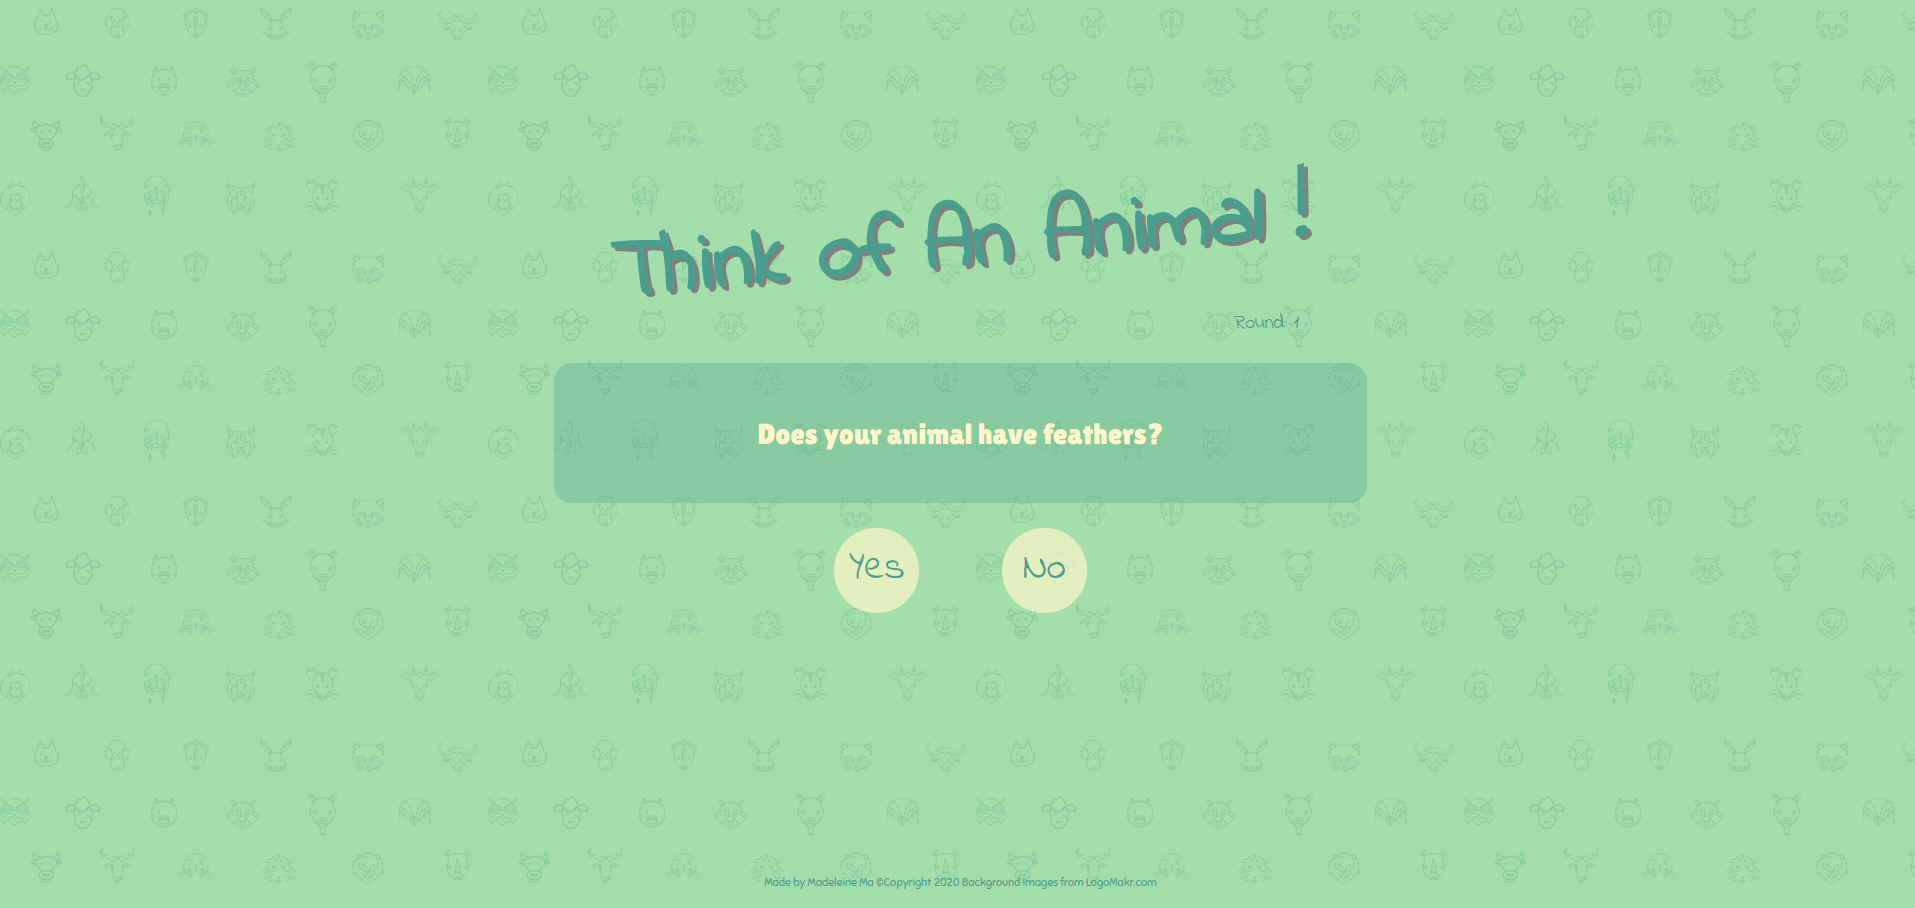 Think of An Animal !
Round: 1
Does your animal have feathers?
Yes
No
Made by Madeleine Ma ©Copyright 2020 Background images from LogoMakr.com